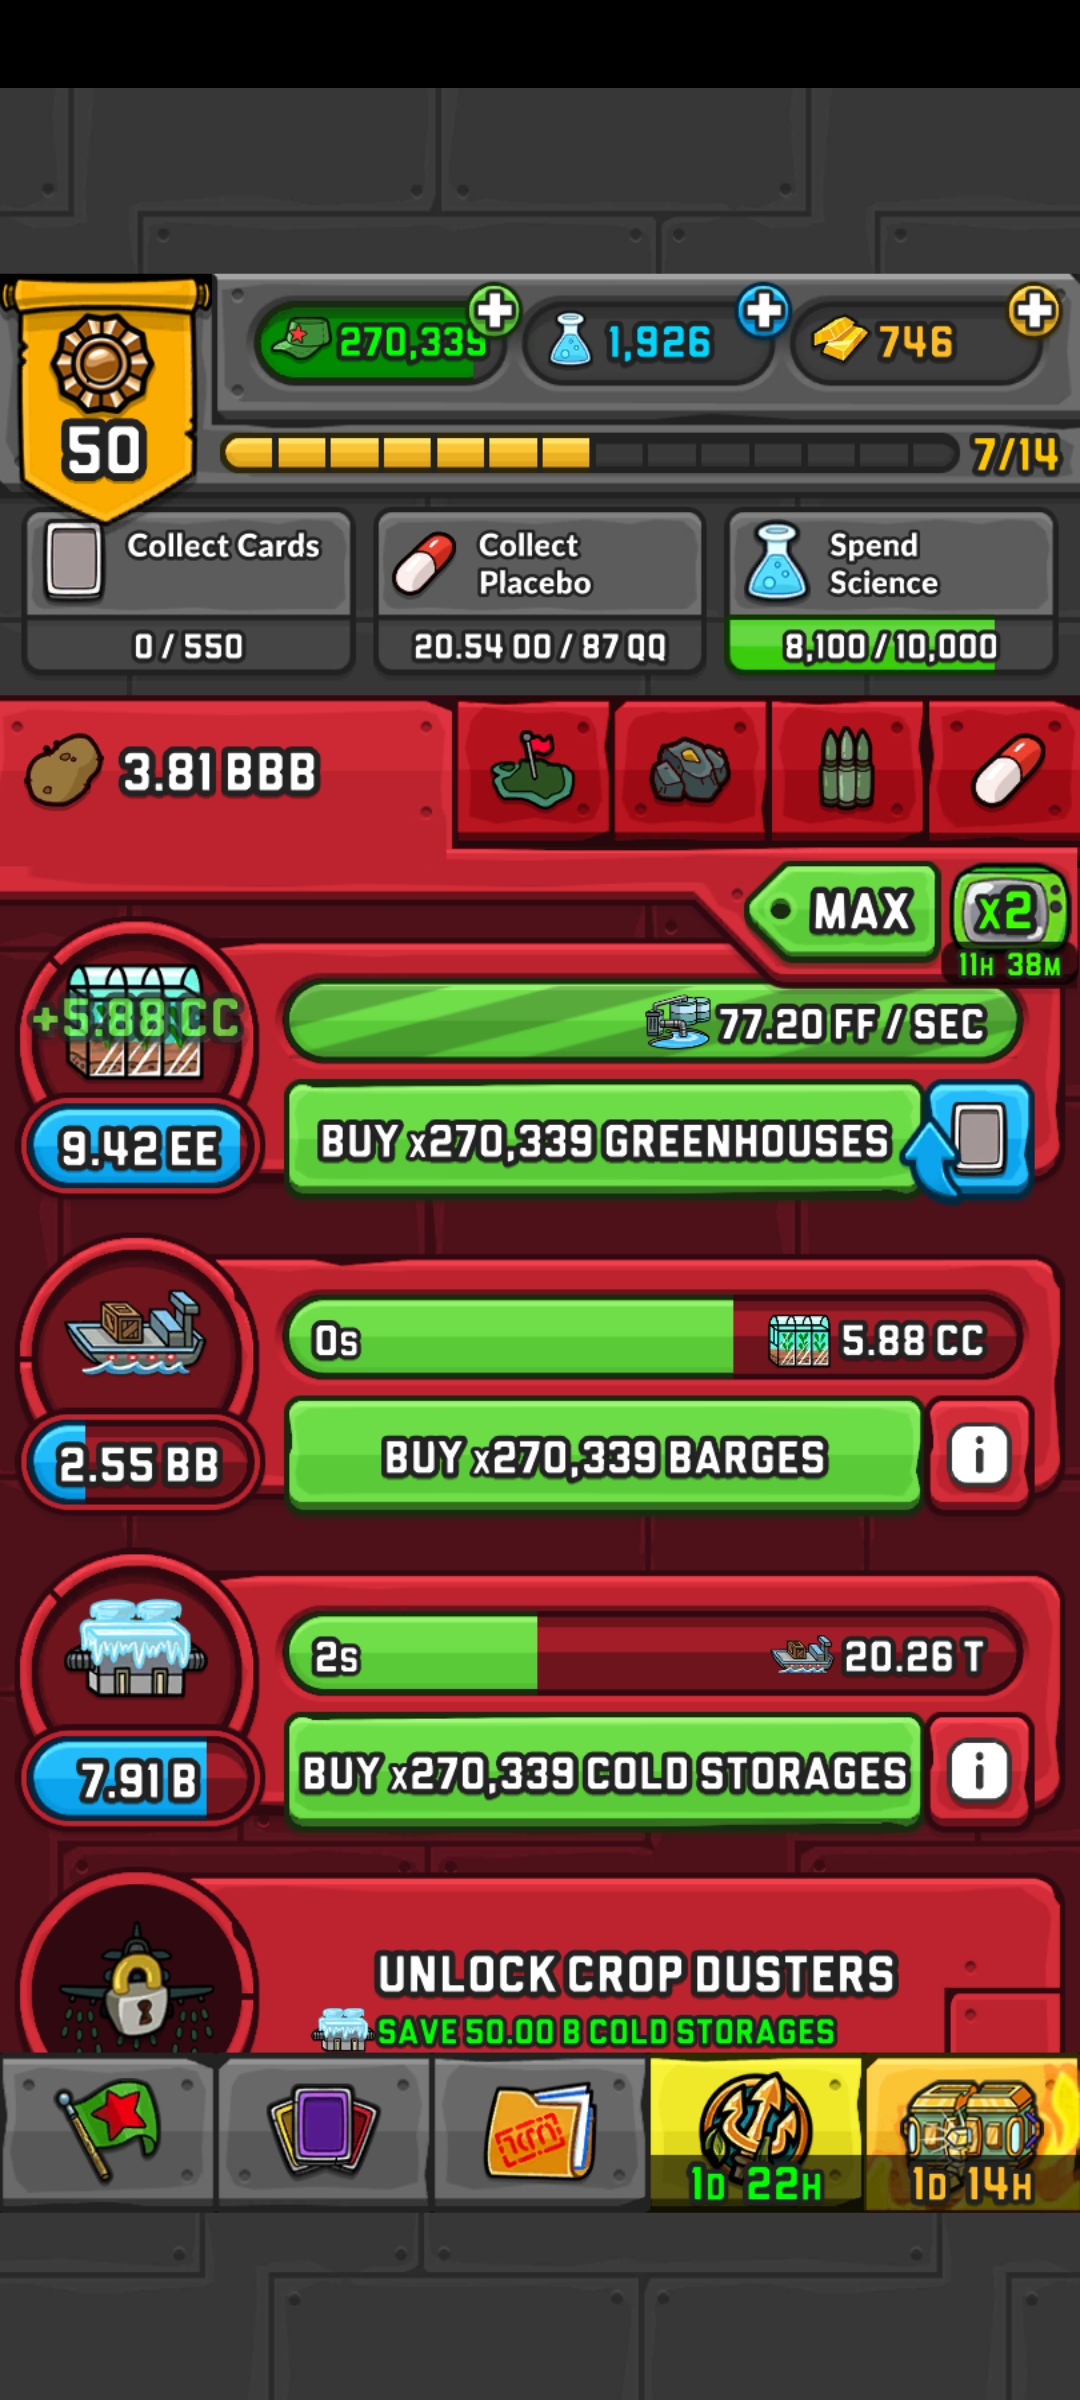 270,339
1,926
746
50
7/14
Collect Cards
Collect
Placebo
Spend
Science
0 / 550
20.54 OO / 87 QQ
8,100 / 10,000
3.81 BBB
MAX
x2
11H 38M
+5.88 CC
77.20 FF / SEC
9.42 EE
BUY x270,339 GREENHOUSES
0s
5.88 CC
2.55 BB
BUY x270,339 BARGES
i
2s
20.26 T
7.91 B
BUY x270,339 COLD STORAGES
i
UNLOCK CROP DUSTERS
SAVE 50.00 B COLD STORAGES
1D 22H
1D 14H